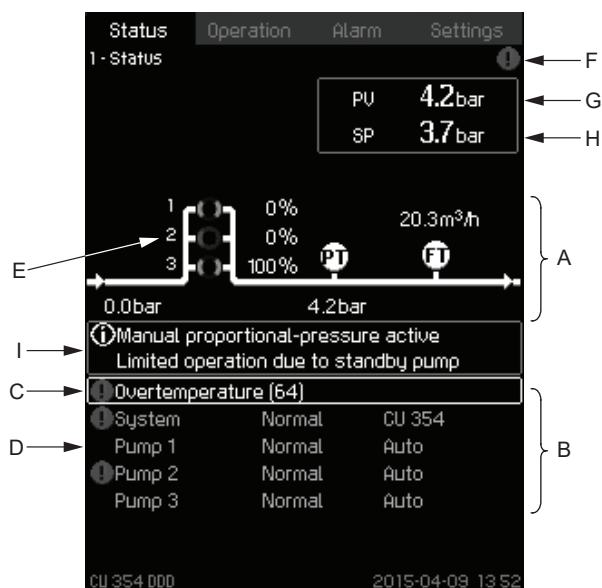 Status Operation Alarm Settings
1 - Status
F
PV 4.2bar
G
SP 3.7bar
H
1 0%
20.3m³/h
2 0%
E
A
3 100% PT FT
0.0bar 4.2bar
ⓘManual proportional-pressure active
I
Limited operation due to standby pump
C
!Overtemperature (64)
!System Normal CU 354
D
Pump 1 Normal Auto
B
!Pump 2 Normal Auto
Pump 3 Normal Auto
CU 354 DDD 2015-04-09 13:52